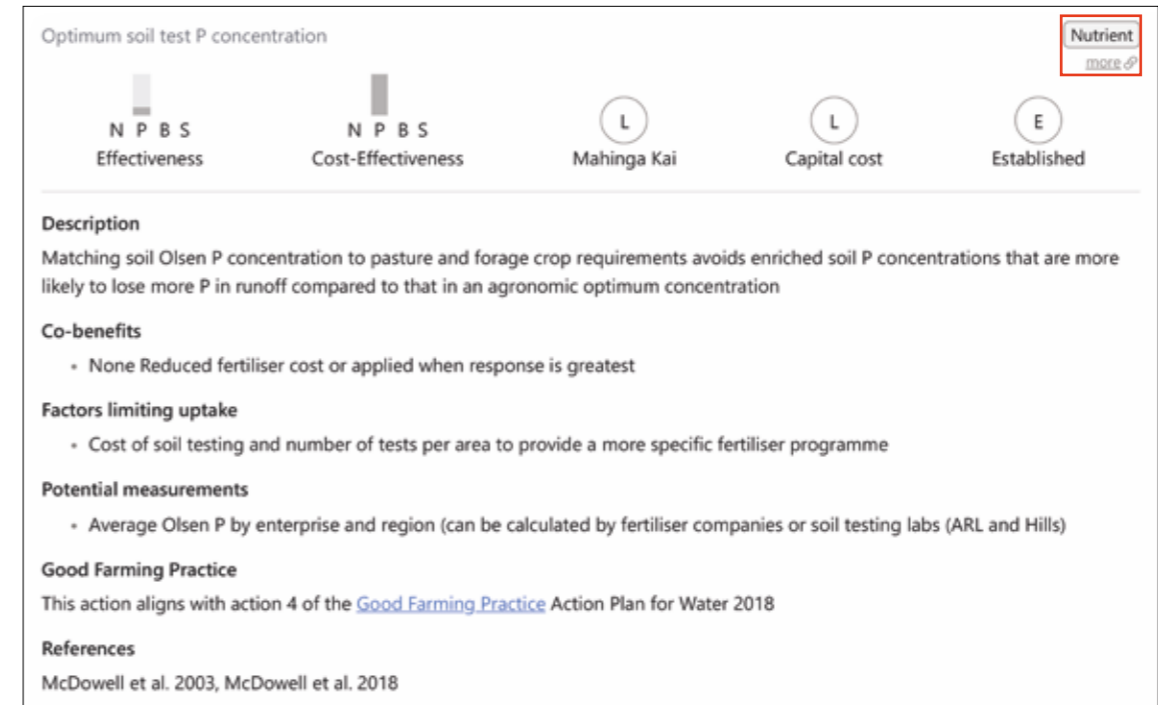 Optimum soil test P concentration
Nutrient
more
N P B S
Effectiveness
N P B S
Cost-Effectiveness
L
Mahinga Kai
L
Capital cost
E
Established
Description
Matching soil Olsen P concentration to pasture and forage crop requirements avoids enriched soil P concentrations that are more
likely to lose more P in runoff compared to that in an agronomic optimum concentration
Co-benefits
• None Reduced fertiliser cost or applied when response is greatest
Factors limiting uptake
• Cost of soil testing and number of tests per area to provide a more specific fertiliser programme
Potential measurements
• Average Olsen P by enterprise and region (can be calculated by fertiliser companies or soil testing labs (ARL and Hills)
Good Farming Practice
This action aligns with action 4 of the Good Farming Practice Action Plan for Water 2018
References
McDowell et al. 2003, McDowell et al. 2018